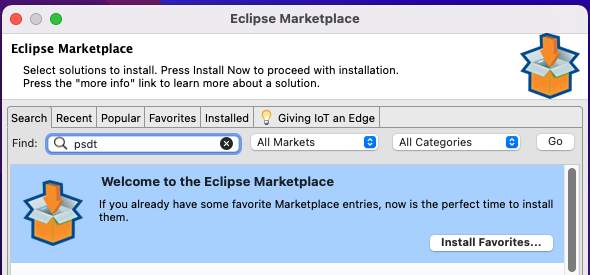 Eclipse Marketplace
Eclipse Marketplace
Select solutions to install. Press Install Now to proceed with installation.
Press the "more info" link to learn more about a solution.
Search Recent Popular Favorites Installed Giving IoT an Edge
Find: psdt All Markets All Categories Go
Welcome to the Eclipse Marketplace
If you already have some favorite Marketplace entries, now is the perfect time to install
them.
Install Favorites...